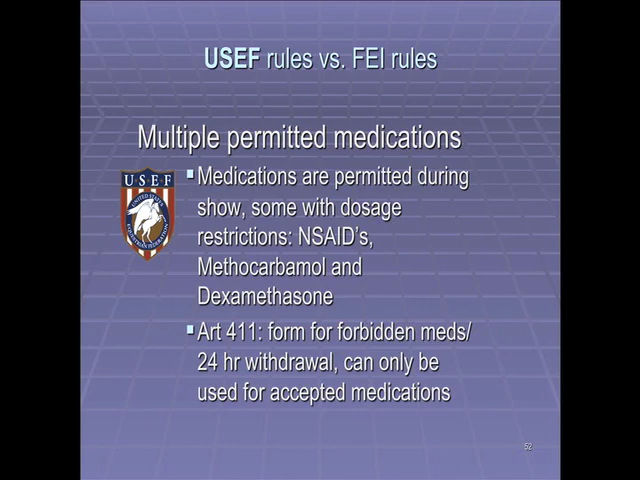 USEF rules vs. FEI rules
Multiple permitted medications
U S E F
▪Medications are permitted during
show, some with dosage
restrictions: NSAID's,
Methocarbamol and
Dexamethasone
▪Art 411: form for forbidden meds/
24 hr withdrawal, can only be
used for accepted medications
52